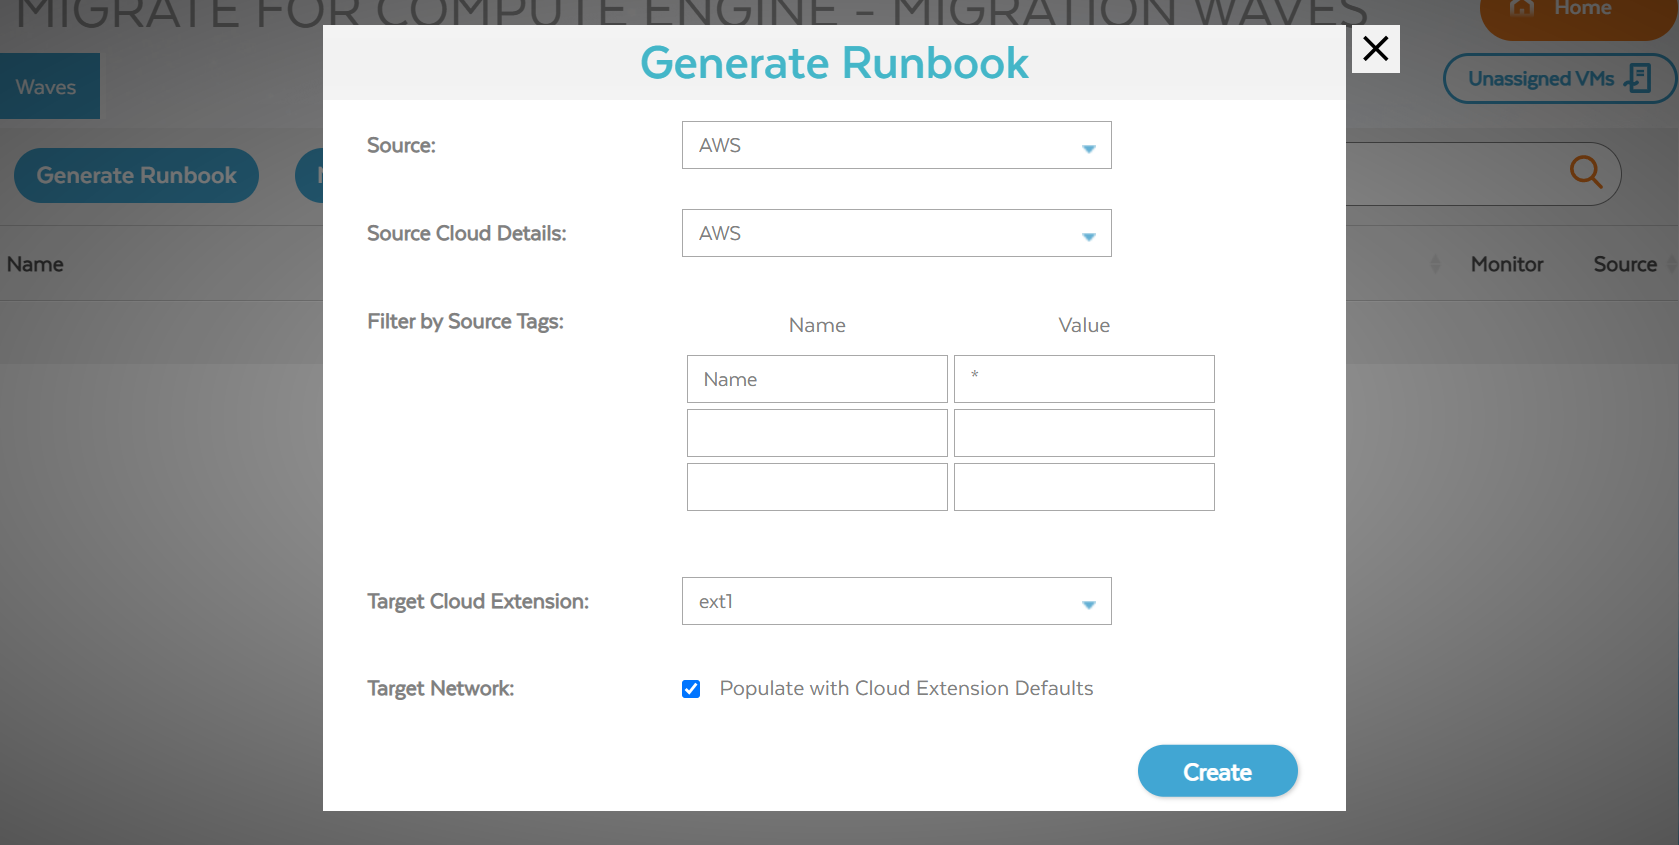 MIGRATE FOR COMPUTE ENGINE - MIGRATION WAVES
Home
Generate Runbook
Waves
Unassigned VMs
Source:
AWS
Generate Runbook
Source Cloud Details:
AWS
Name
Monitor
Source
Filter by Source Tags:
Name
Value
Name
*
Target Cloud Extension:
ext1
Target Network:
Populate with Cloud Extension Defaults
Create